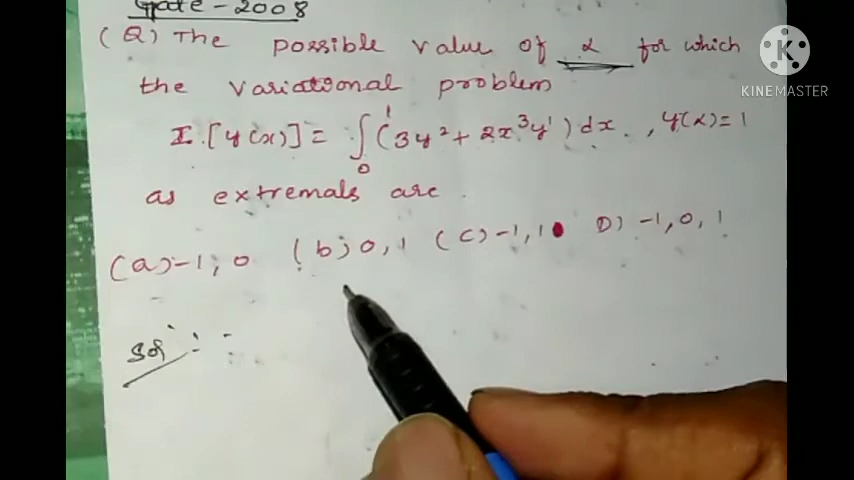 Gate - 2008
(Q) The possible value of α for which
the variational problem
I [y(x)] = ∫₀¹ (3y² + 2x³y') dx , y(α) = 1
as extremals are
(a) -1, 0 (b) 0, 1 (c) -1, 1 D) -1, 0, 1
Sol : -
K
KINEMASTER